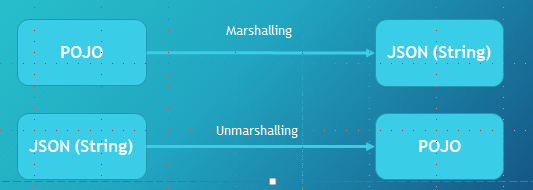 Marshalling
POJO
JSON (String)
Unmarshalling
JSON (String)
POJO